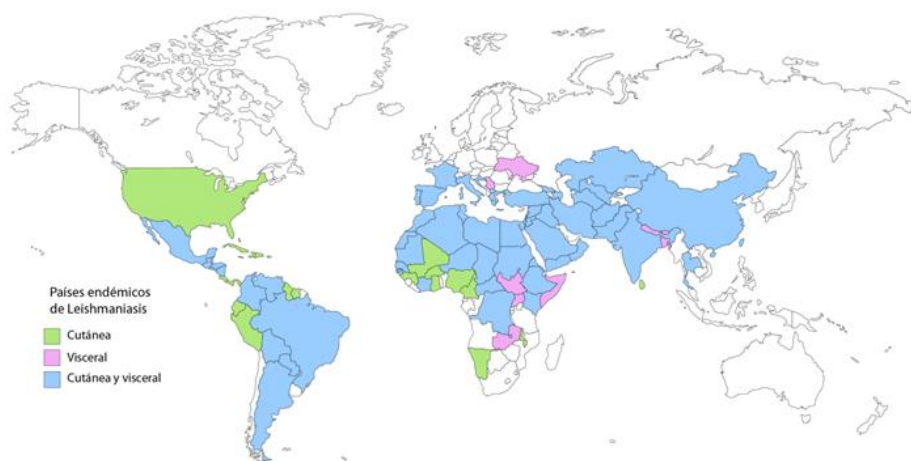 Países endémicos
de Leishmaniasis
Cutánea
Visceral
Cutánea y visceral